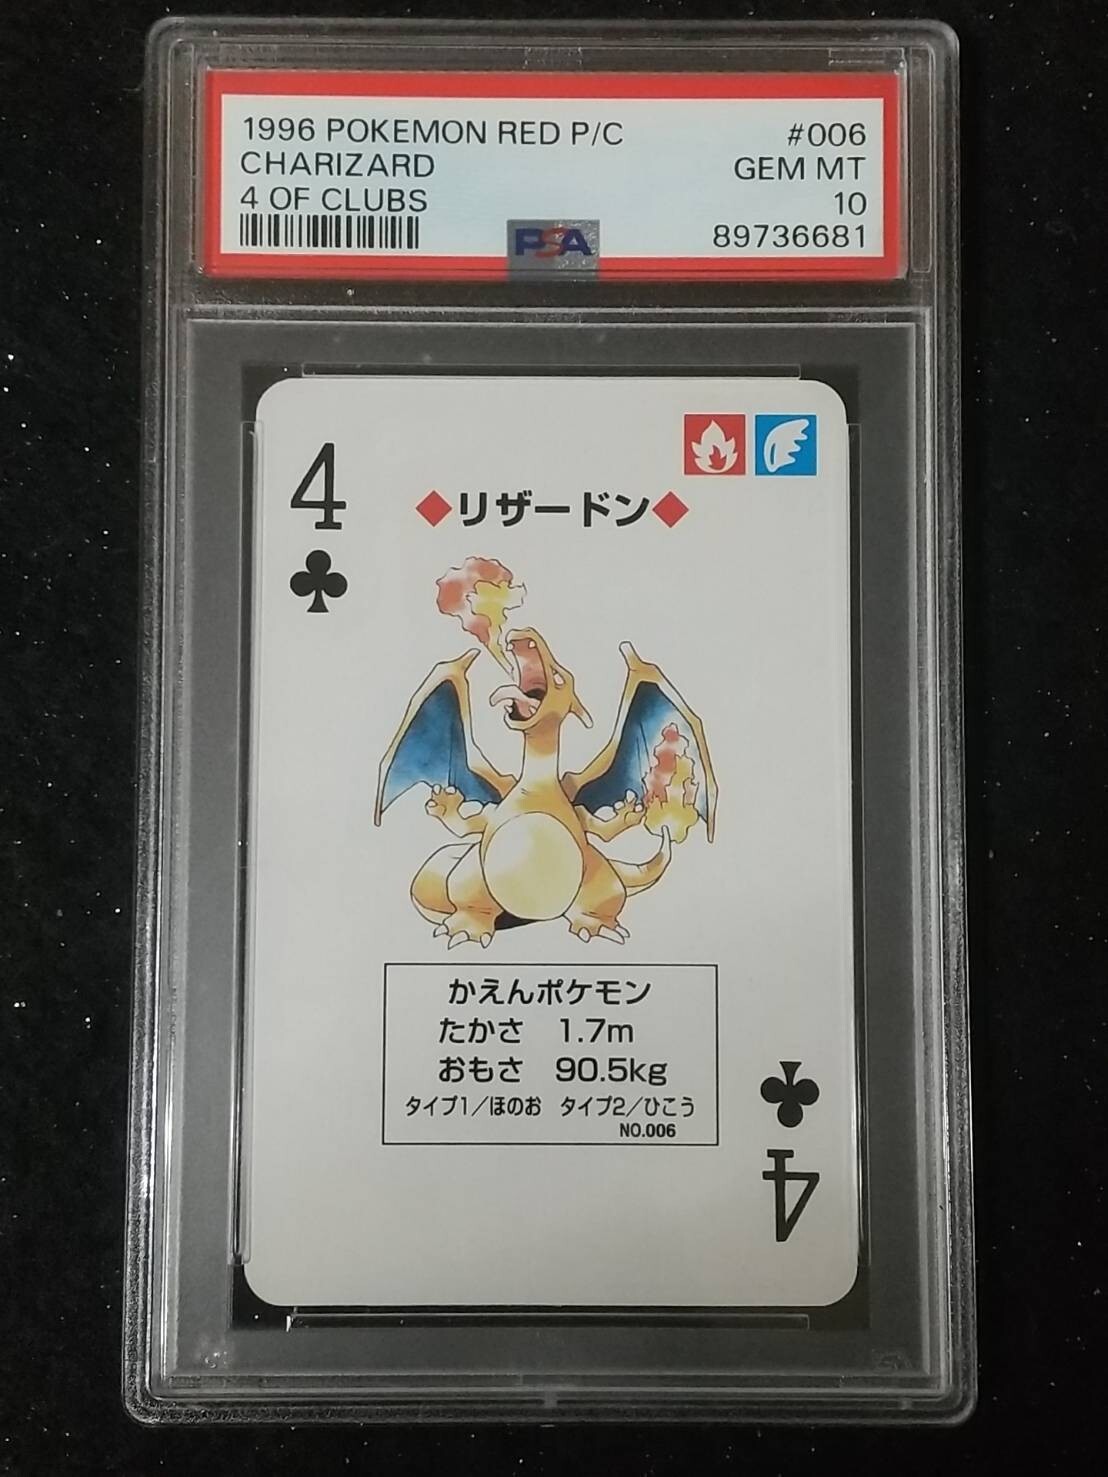 1996 POKEMON RED P/C #006
CHARIZARD GEM MT
4 OF CLUBS 10
PSA 89736681
4
リザードン
かえんポケモン
たかさ 1.7m
おもさ 90.5kg
タイプ1/ほのお タイプ2/ひこう
NO.006
4